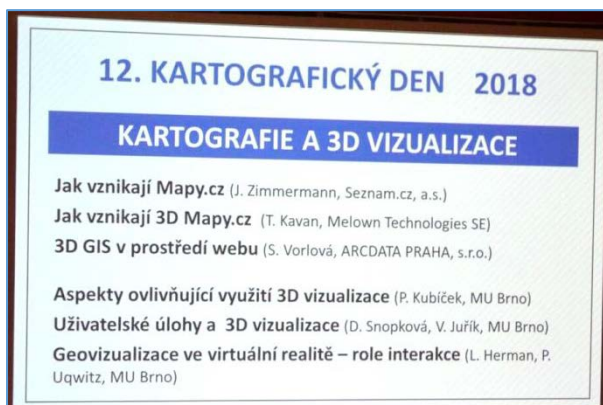 12. KARTOGRAFICKÝ DEN 2018
KARTOGRAFIE A 3D VIZUALIZACE
Jak vznikají Mapy.cz (J. Zimmermann, Seznam.cz, a.s.)
Jak vznikají 3D Mapy.cz (T. Kavan, Melown Technologies SE)
3D GIS v prostředí webu (S. Vorlová, ARCDATA PRAHA, s.r.o.)
Aspekty ovlivňující využití 3D vizualizace (P. Kubíček, MU Brno)
Uživatelské úlohy a 3D vizualizace (D. Snopková, V. Juřík, MU Brno)
Geovizualizace ve virtuální realitě – role interakce (L. Herman, P.
Uqwitz, MU Brno)